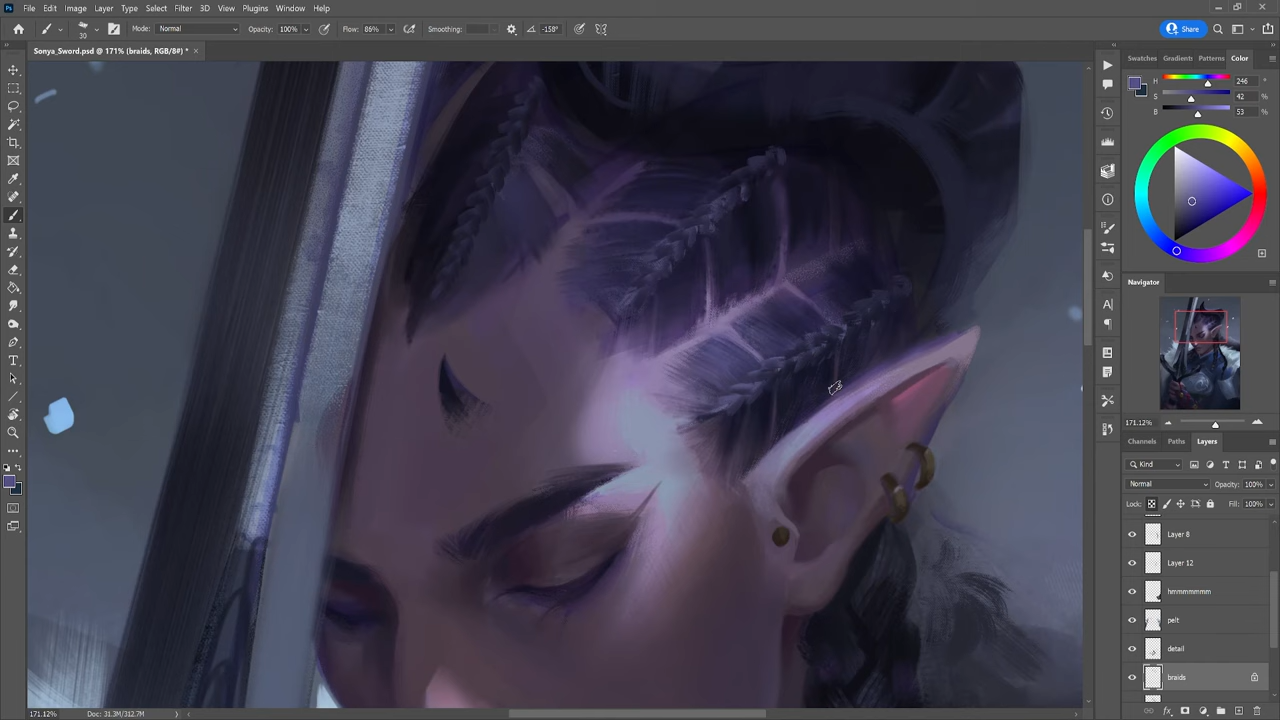 File Edit Image Layer Type Select Filter 3D View Plugins Window Help
30 Mode: Normal Opacity: 100% Flow: 86% Smoothing: -158° Share
Sonya_Sword.psd @ 171% (braids, RGB/8#) * ×
Swatches Gradients Patterns Color
H 246 °
S 42 %
B 53 %
Navigator
171.12%
Channels Paths Layers
Kind
Normal Opacity: 100%
Lock: Fill: 100%
Layer 8
Layer 12
hmmmmmmm
pelt
detail
braids
171.12% Doc: 31.3M/312.7M